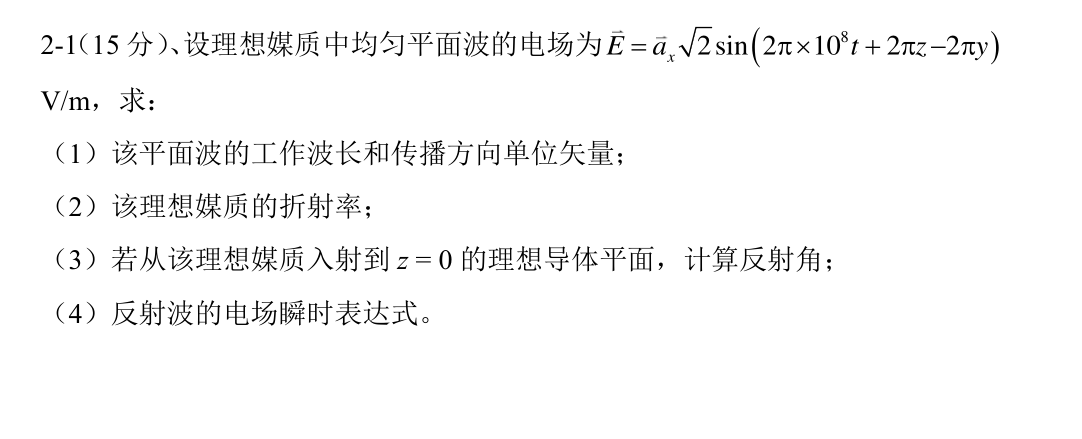 2-1（15 分）、设理想媒质中均匀平面波的电场为 $\vec{E} = \vec{a}_x \sqrt{2} \sin(2\pi \times 10^8 t + 2\pi z - 2\pi y)$
V/m，求：
（1）该平面波的工作波长和传播方向单位矢量；
（2）该理想媒质的折射率；
（3）若从该理想媒质入射到 z = 0 的理想导体平面，计算反射角；
（4）反射波的电场瞬时表达式。